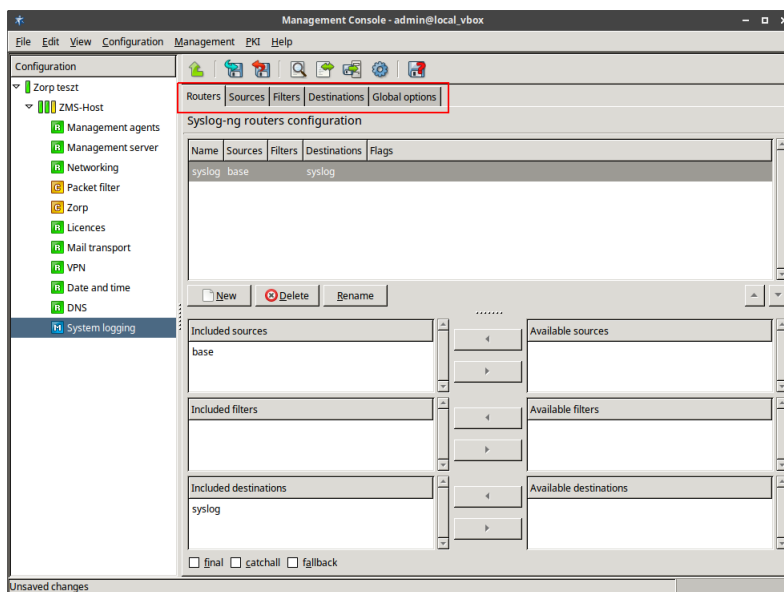 Management Console - admin@local_vbox
File Edit View Configuration Management PKI Help
Configuration
Zorp teszt
ZMS-Host
R Management agents
R Management server
R Networking
C Packet filter
C Zorp
R Licences
R Mail transport
R VPN
R Date and time
R DNS
M System logging
Routers Sources Filters Destinations Global options
Syslog-ng routers configuration
Name Sources Filters Destinations Flags
syslog base syslog
New Delete Rename
Included sources
base
Available sources
Included filters
Available filters
Included destinations
syslog
Available destinations
final catchall fallback
Unsaved changes